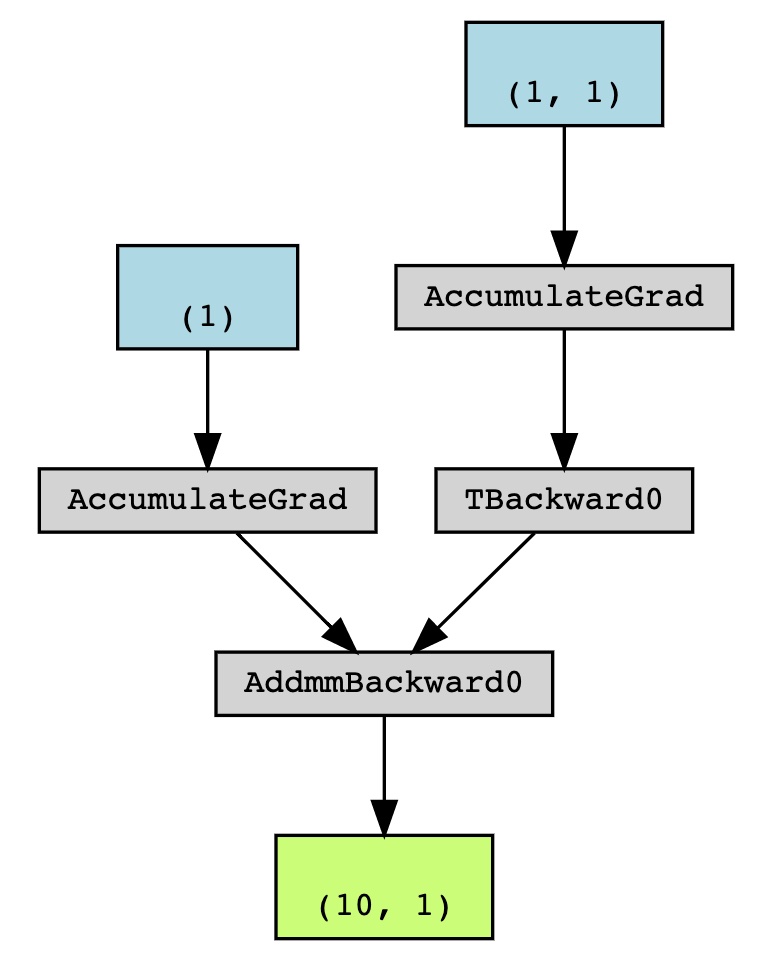 (1, 1)
(1)
AccumulateGrad
AccumulateGrad
TBackward0
AddmmBackward0
(10, 1)